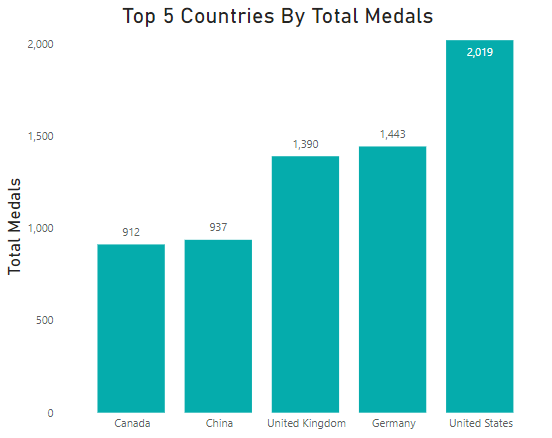 Top 5 Countries By Total Medals
Total Medals
2,000
1,500
1,000
500
0
912
937
1,390
1,443
2,019
Canada
China
United Kingdom
Germany
United States